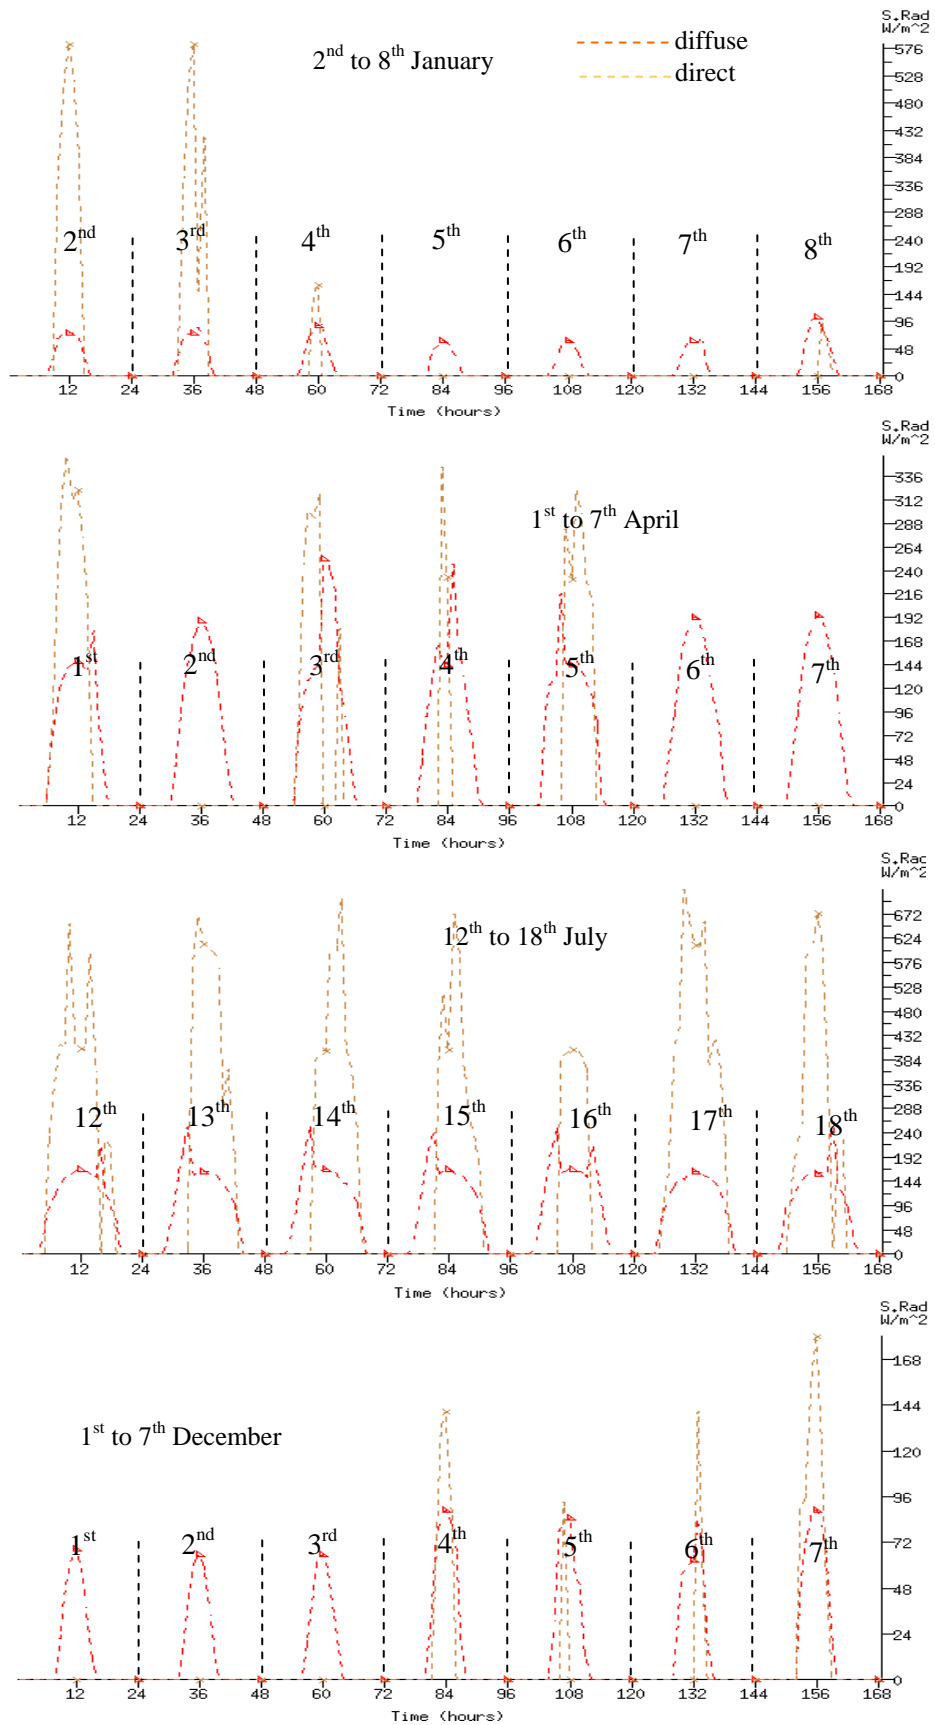 S.Rad
W/m^2
2nd to 8th January
diffuse
direct
576
528
480
432
384
336
288
240
192
144
96
48
0
2nd 3rd 4th 5th 6th 7th 8th
12 24 36 48 60 72 84 96 108 120 132 144 156 168
Time (hours)
S.Rad
W/m^2
1st to 7th April
336
312
288
264
240
216
192
168
144
120
96
72
48
24
0
1st 2nd 3rd 4th 5th 6th 7th
12 24 36 48 60 72 84 96 108 120 132 144 156 168
Time (hours)
S.Rad
W/m^2
12th to 18th July
672
624
576
528
480
432
384
336
288
240
192
144
96
48
0
12th 13th 14th 15th 16th 17th 18th
12 24 36 48 60 72 84 96 108 120 132 144 156 168
Time (hours)
S.Rad
W/m^2
1st to 7th December
168
144
120
96
72
48
24
0
1st 2nd 3rd 4th 5th 6th 7th
12 24 36 48 60 72 84 96 108 120 132 144 156 168
Time (hours)